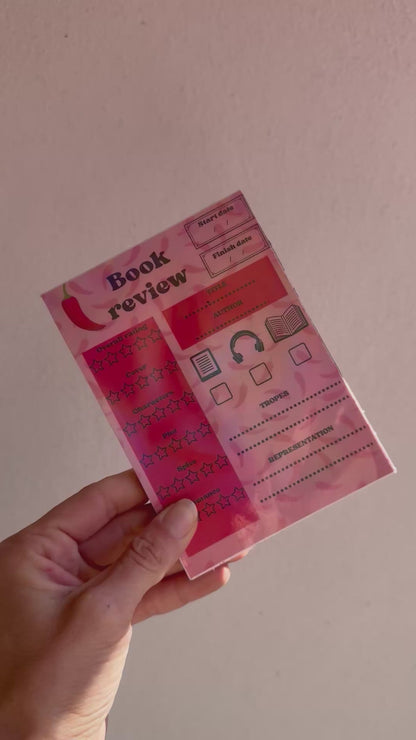 Book
review
Start date
/ /
Finish date
/ /
TITLE
AUTHOR
Overall rating
Cover
Characters
Plot
Spice
TROPES
REPRESENTATION